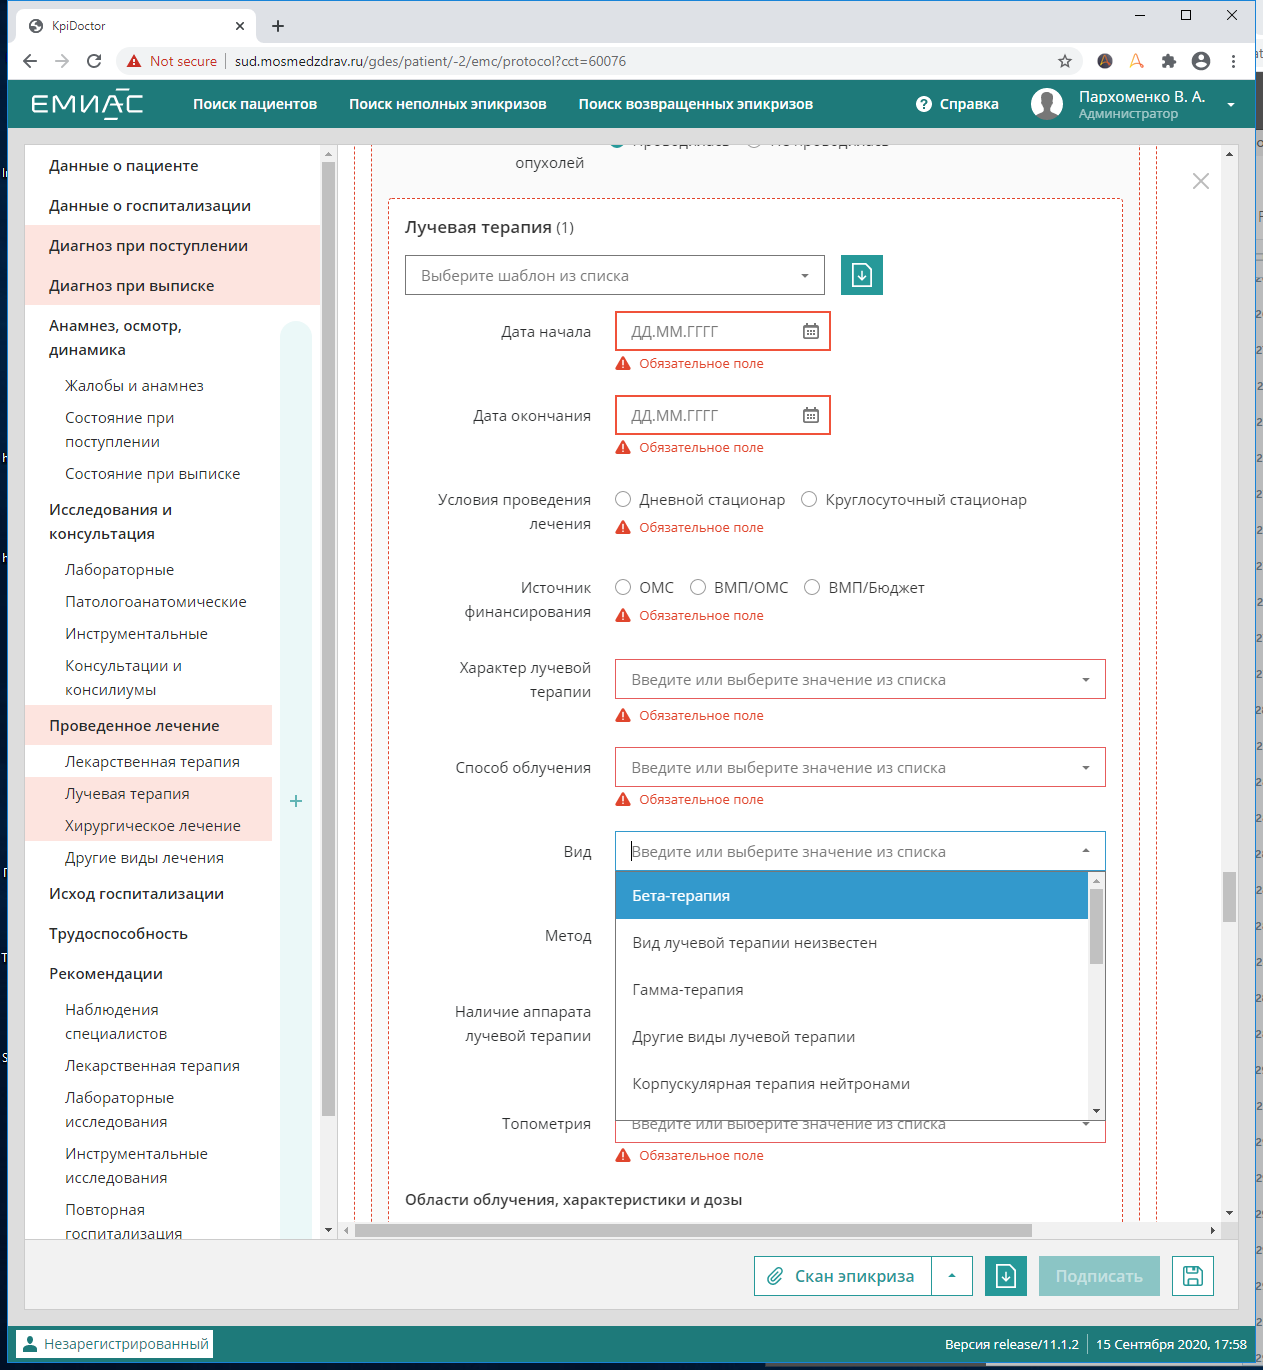 KpiDoctor
Not secure
sud.mosmedzdrav.ru/gdes/patient/-2/emc/protocol?cct=60076
ЕМИАС
Поиск пациентов
Поиск неполных эпикризов
Поиск возвращенных эпикризов
Справка
Пархоменко В. А.
Администратор
Данные о пациенте
Данные о госпитализации
Диагноз при поступлении
Диагноз при выписке
Анамнез, осмотр,
динамика
Жалобы и анамнез
Состояние при
поступлении
Состояние при выписке
Исследования и
консультация
Лабораторные
Патологоанатомические
Инструментальные
Консультации и
консилиумы
Проведенное лечение
Лекарственная терапия
Лучевая терапия
Хирургическое лечение
Другие виды лечения
Исход госпитализации
Трудоспособность
Рекомендации
Наблюдения
специалистов
Лекарственная терапия
Лабораторные
исследования
Инструментальные
исследования
Повторная
госпитализация
Проводилась
Не проводилась
опухолей
Лучевая терапия (1)
Выберите шаблон из списка
Дата начала
ДД.ММ.ГГГГ
Обязательное поле
Дата окончания
ДД.ММ.ГГГГ
Обязательное поле
Условия проведения
лечения
Дневной стационар
Круглосуточный стационар
Обязательное поле
Источник
финансирования
ОМС
ВМП/ОМС
ВМП/Бюджет
Обязательное поле
Характер лучевой
терапии
Введите или выберите значение из списка
Обязательное поле
Способ облучения
Введите или выберите значение из списка
Обязательное поле
Вид
Введите или выберите значение из списка
Бета-терапия
Вид лучевой терапии неизвестен
Гамма-терапия
Другие виды лучевой терапии
Корпускулярная терапия нейтронами
Метод
Наличие аппарата
лучевой терапии
Топометрия
Введите или выберите значение из списка
Обязательное поле
Области облучения, характеристики и дозы
Скан эпикриза
Подписать
Незарегистрированный
Версия release/11.1.2
15 Сентября 2020, 17:58